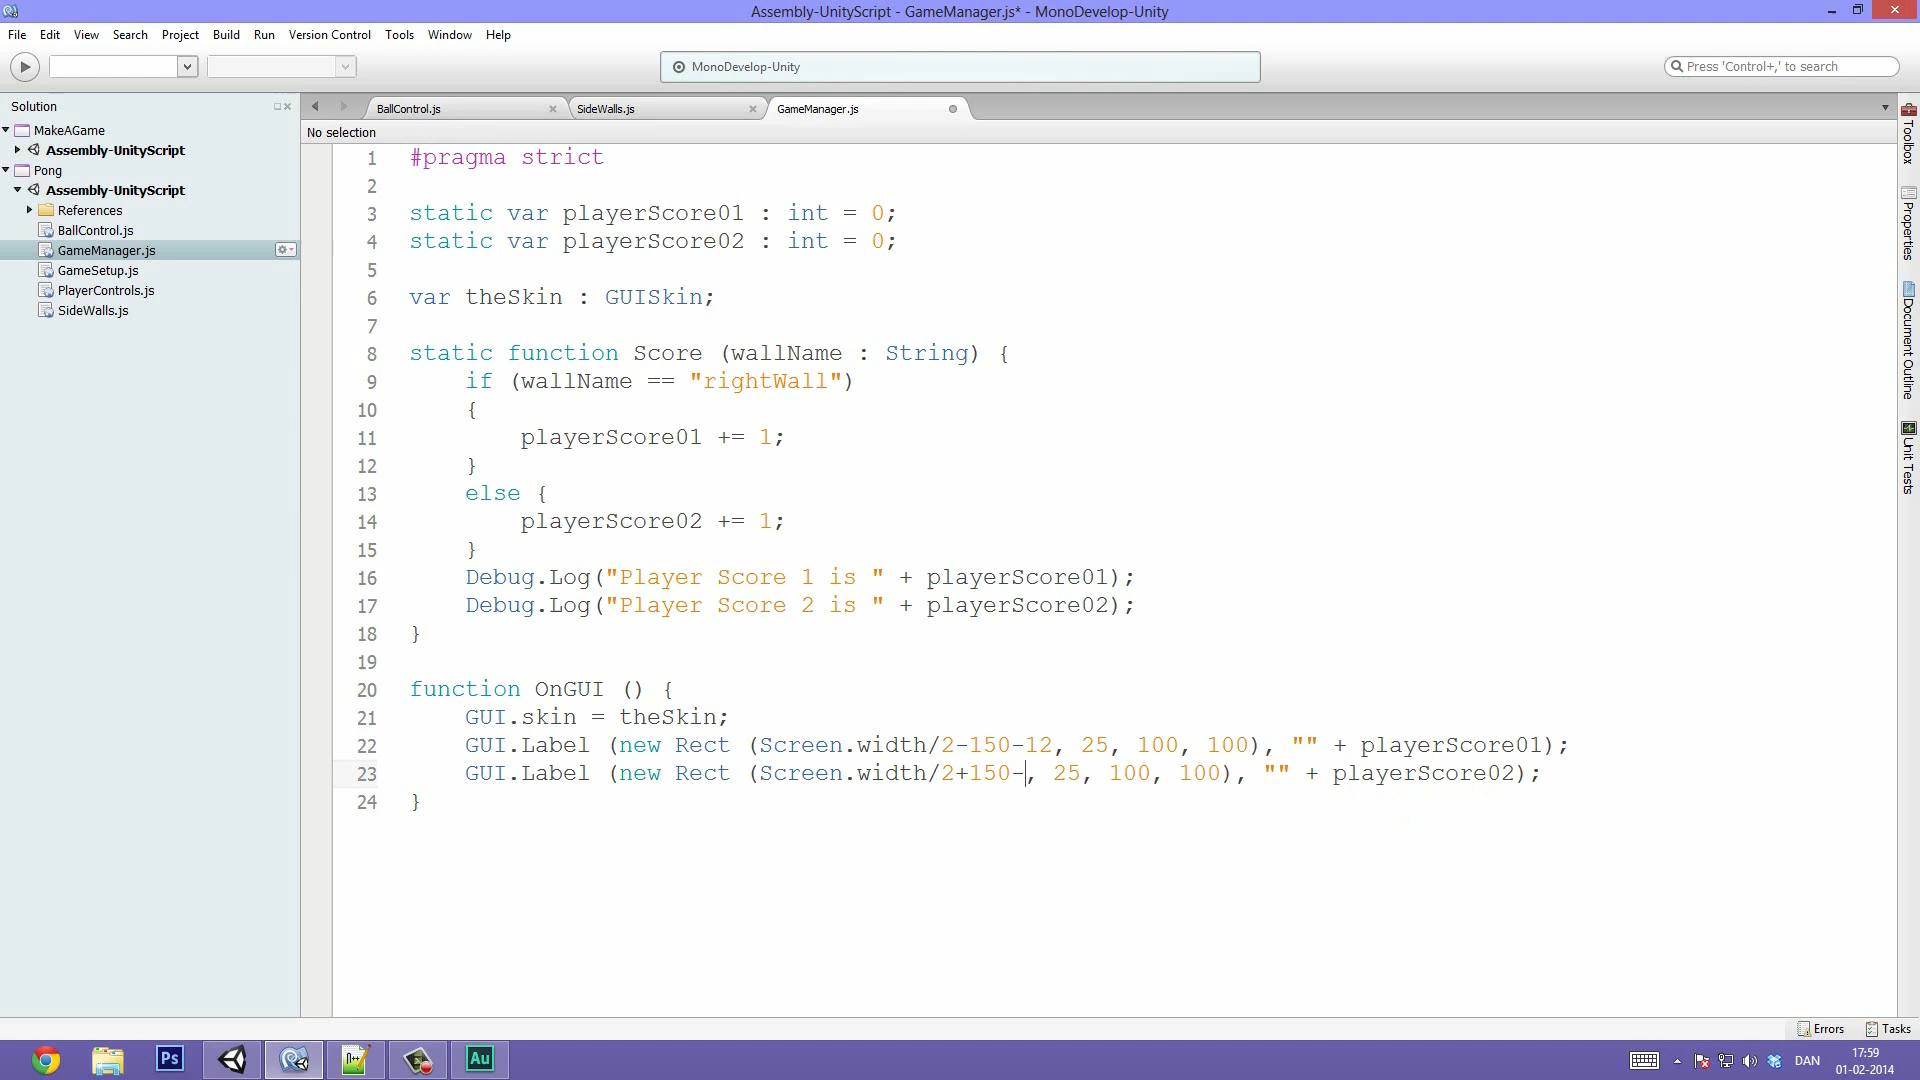 Assembly-UnityScript - GameManager.js* - MonoDevelop-Unity
File Edit View Search Project Build Run Version Control Tools Window Help
MonoDevelop-Unity
Press 'Control+,' to search
Solution
MakeAGame
Assembly-UnityScript
Pong
Assembly-UnityScript
References
BallControl.js
GameManager.js
GameSetup.js
PlayerControls.js
SideWalls.js
BallControl.js SideWalls.js GameManager.js
No selection
1 #pragma strict
2
3 static var playerScore01 : int = 0;
4 static var playerScore02 : int = 0;
5
6 var theSkin : GUISkin;
7
8 static function Score (wallName : String) {
9 if (wallName == "rightWall")
10 {
11 playerScore01 += 1;
12 }
13 else {
14 playerScore02 += 1;
15 }
16 Debug.Log("Player Score 1 is " + playerScore01);
17 Debug.Log("Player Score 2 is " + playerScore02);
18 }
19
20 function OnGUI () {
21 GUI.skin = theSkin;
22 GUI.Label (new Rect (Screen.width/2-150-12, 25, 100, 100), "" + playerScore01);
23 GUI.Label (new Rect (Screen.width/2+150-, 25, 100, 100), "" + playerScore02);
24 }
Toolbox
Properties
Document Outline
Unit Tests
Errors Tasks
Ps
n++
Au
DAN
17:59
01-02-2014